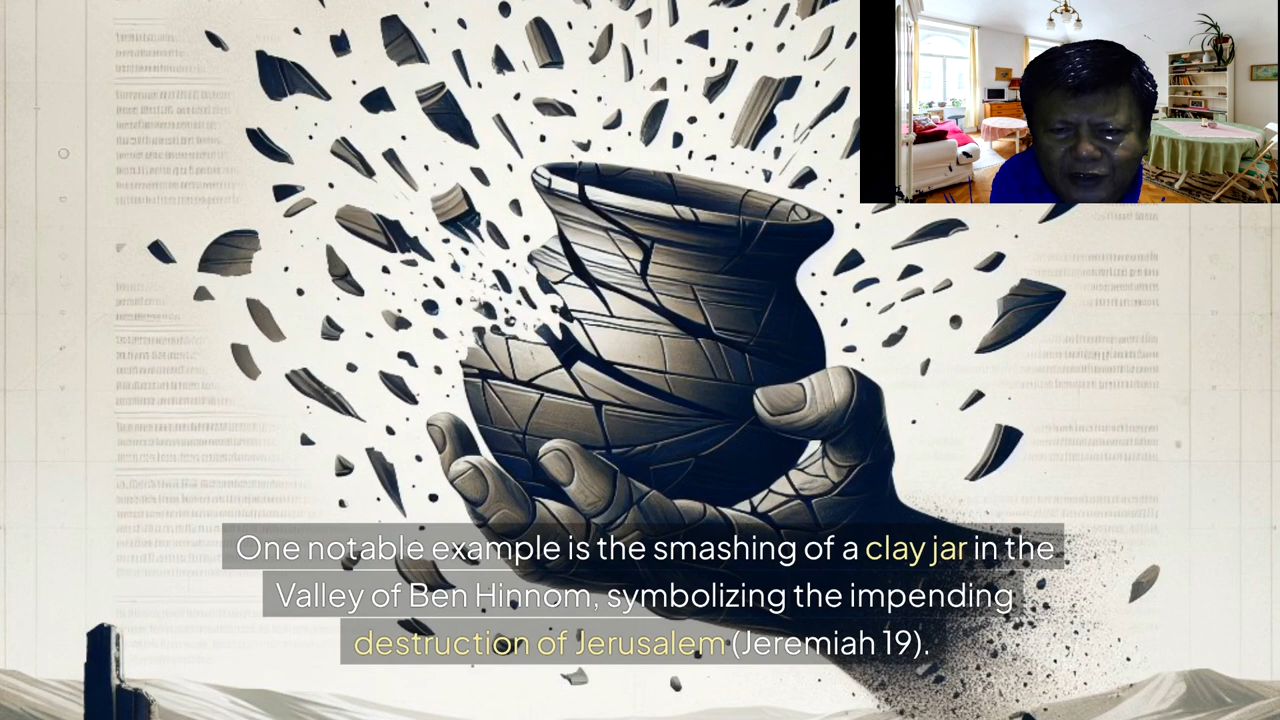 One notable example is the smashing of a clay jar in the
Valley of Ben Hinnom, symbolizing the impending
destruction of Jerusalem (Jeremiah 19).